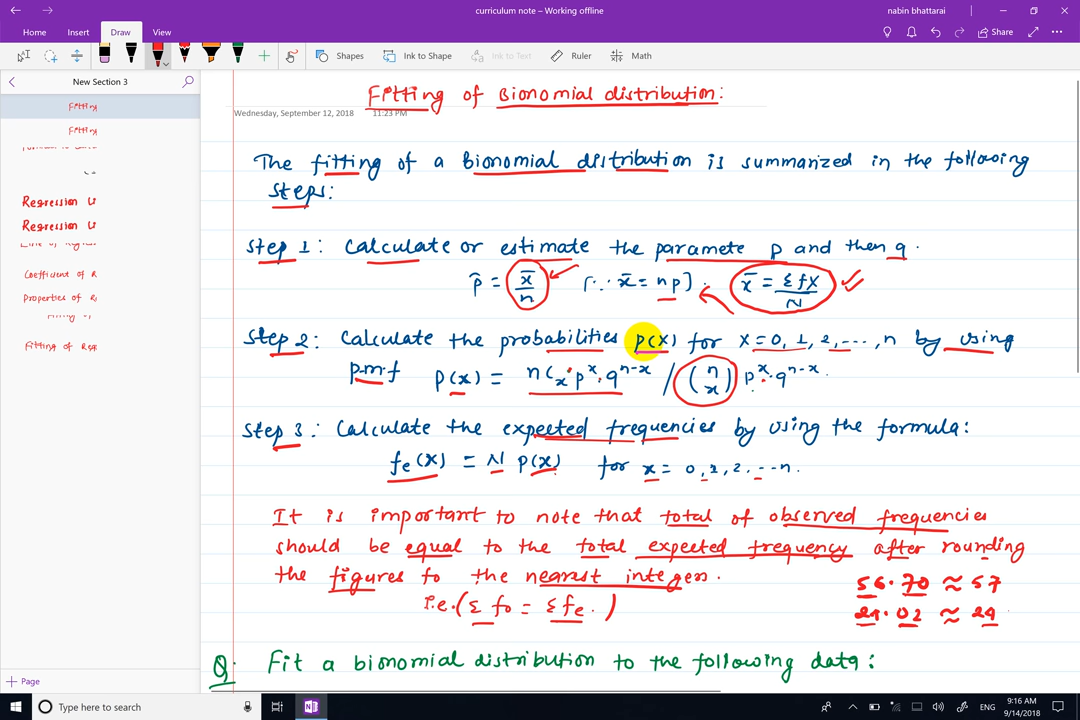 curriculum note – Working offline
nabin bhattarai
Home Insert Draw View
Share
Shapes Ink to Shape Ink to Text Ruler Math
New Section 3
Fitting
Fitting
Regression Li
Regression Li
Coefficient of R
Properties of R
Fitting of Regr
Page
Fitting of Bionomial distribution:
Wednesday, September 12, 2018 11:23 PM
The fitting of a bionomial distribution is summarized in the following
steps:
Step 1: Calculate or estimate the paramete p and then q.
p̂ = x̄/n [∵ x̄ = np]. x̄ = Σfx/N
Step 2: Calculate the probabilities p(x) for x = 0, 1, 2, ..., n by using
p.m.f p(x) = nCx · p^x · q^n-x / (n x) p^x · q^n-x.
Step 3: Calculate the expected frequencies by using the formula:
fe(x) = N p(x) for x = 0, 1, 2, ... n.
It is important to note that total of observed frequencies
should be equal to the total expected frequency after rounding
the figures to the nearest integer.
56.70 ≈ 57
i.e. (Σ fo = Σ fe.)
29.02 ≈ 29
Q. Fit a binomial distribution to the following data:
Type here to search
ENG
9:16 AM
9/14/2018